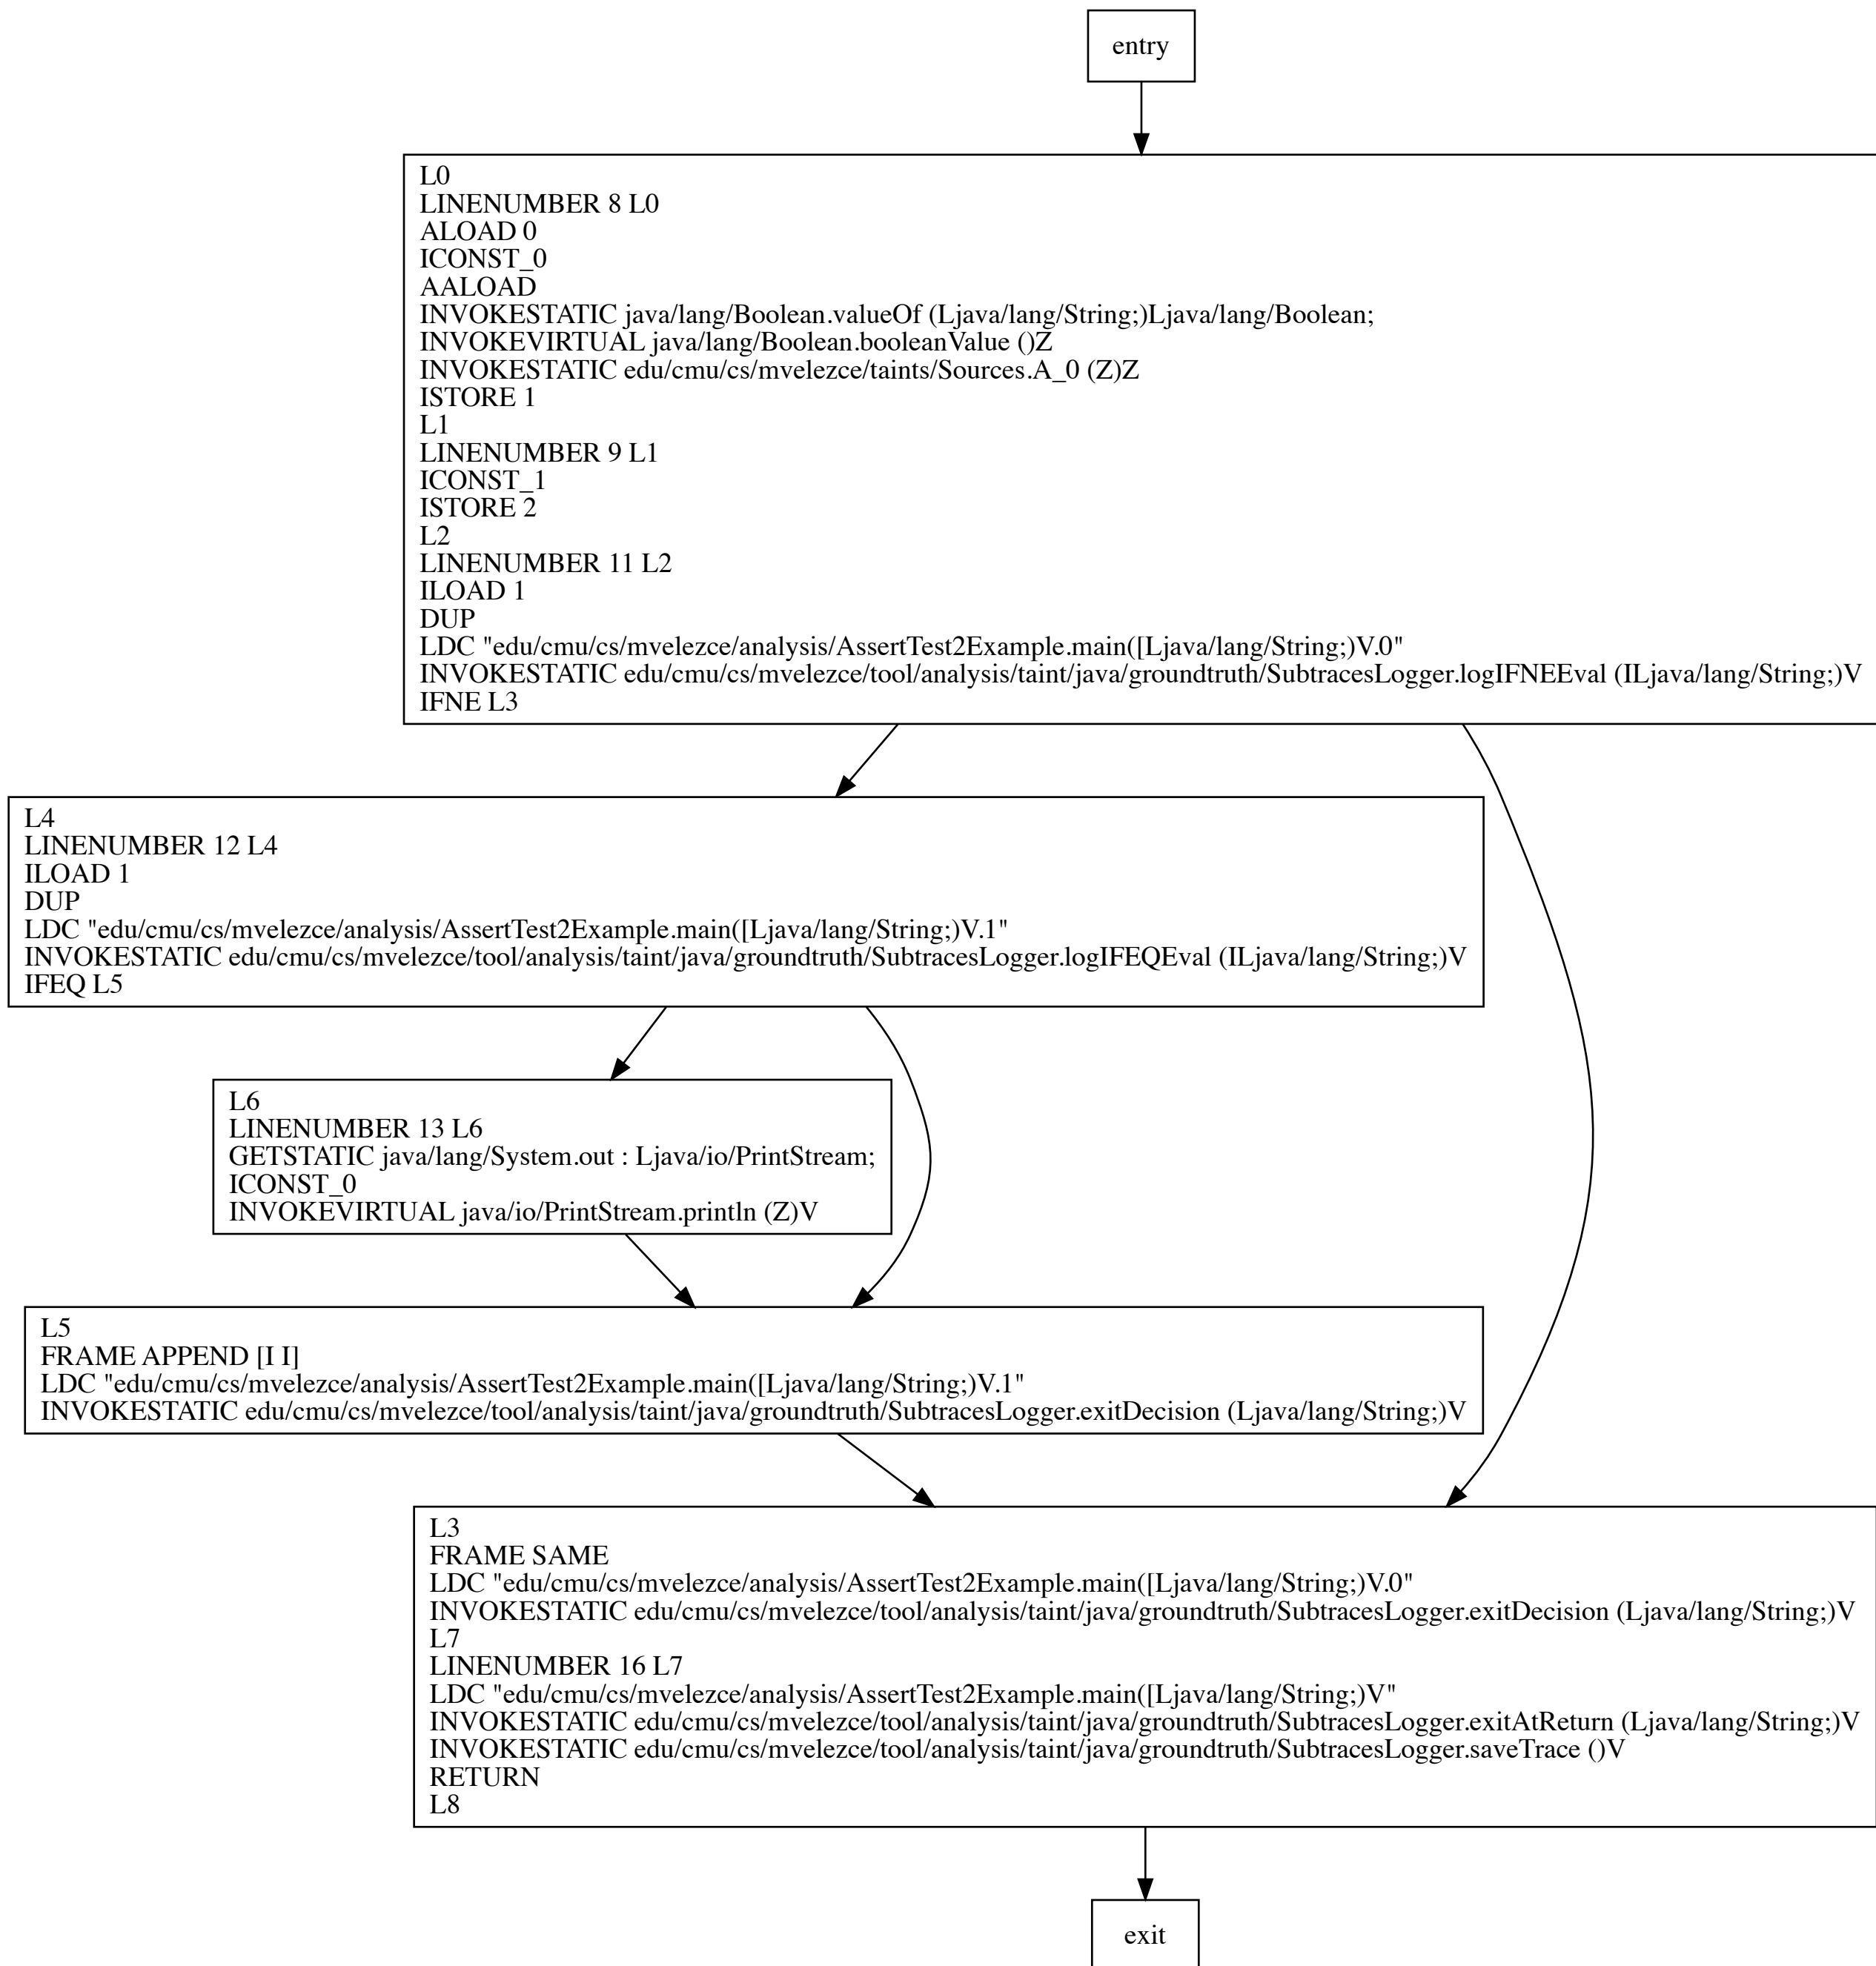 entry
L0
LINENUMBER 8 L0
ALOAD 0
ICONST_0
AALOAD
INVOKESTATIC java/lang/Boolean.valueOf (Ljava/lang/String;)Ljava/lang/Boolean;
INVOKEVIRTUAL java/lang/Boolean.booleanValue ()Z
INVOKESTATIC edu/cmu/cs/mvelezce/taints/Sources.A_0 (Z)Z
ISTORE 1
L1
LINENUMBER 9 L1
ICONST_1
ISTORE 2
L2
LINENUMBER 11 L2
ILOAD 1
DUP
LDC "edu/cmu/cs/mvelezce/analysis/AssertTest2Example.main([Ljava/lang/String;)V.0"
INVOKESTATIC edu/cmu/cs/mvelezce/tool/analysis/taint/java/groundtruth/SubtracesLogger.logIFNEEval (ILjava/lang/String;)V
IFNE L3
L4
LINENUMBER 12 L4
ILOAD 1
DUP
LDC "edu/cmu/cs/mvelezce/analysis/AssertTest2Example.main([Ljava/lang/String;)V.1"
INVOKESTATIC edu/cmu/cs/mvelezce/tool/analysis/taint/java/groundtruth/SubtracesLogger.logIFEQEval (ILjava/lang/String;)V
IFEQ L5
L6
LINENUMBER 13 L6
GETSTATIC java/lang/System.out : Ljava/io/PrintStream;
ICONST_0
INVOKEVIRTUAL java/io/PrintStream.println (Z)V
L5
FRAME APPEND [I I]
LDC "edu/cmu/cs/mvelezce/analysis/AssertTest2Example.main([Ljava/lang/String;)V.1"
INVOKESTATIC edu/cmu/cs/mvelezce/tool/analysis/taint/java/groundtruth/SubtracesLogger.exitDecision (Ljava/lang/String;)V
L3
FRAME SAME
LDC "edu/cmu/cs/mvelezce/analysis/AssertTest2Example.main([Ljava/lang/String;)V.0"
INVOKESTATIC edu/cmu/cs/mvelezce/tool/analysis/taint/java/groundtruth/SubtracesLogger.exitDecision (Ljava/lang/String;)V
L7
LINENUMBER 16 L7
LDC "edu/cmu/cs/mvelezce/analysis/AssertTest2Example.main([Ljava/lang/String;)V"
INVOKESTATIC edu/cmu/cs/mvelezce/tool/analysis/taint/java/groundtruth/SubtracesLogger.exitAtReturn (Ljava/lang/String;)V
INVOKESTATIC edu/cmu/cs/mvelezce/tool/analysis/taint/java/groundtruth/SubtracesLogger.saveTrace ()V
RETURN
L8
exit